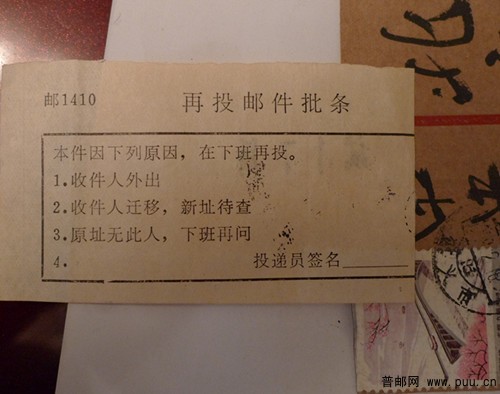 邮1410 再投邮件批条
本件因下列原因，在下班再投。
1.收件人外出
2.收件人迁移，新址待查
3.原址无此人，下班再问
4. 投递员签名
普邮网 www.puu.cn